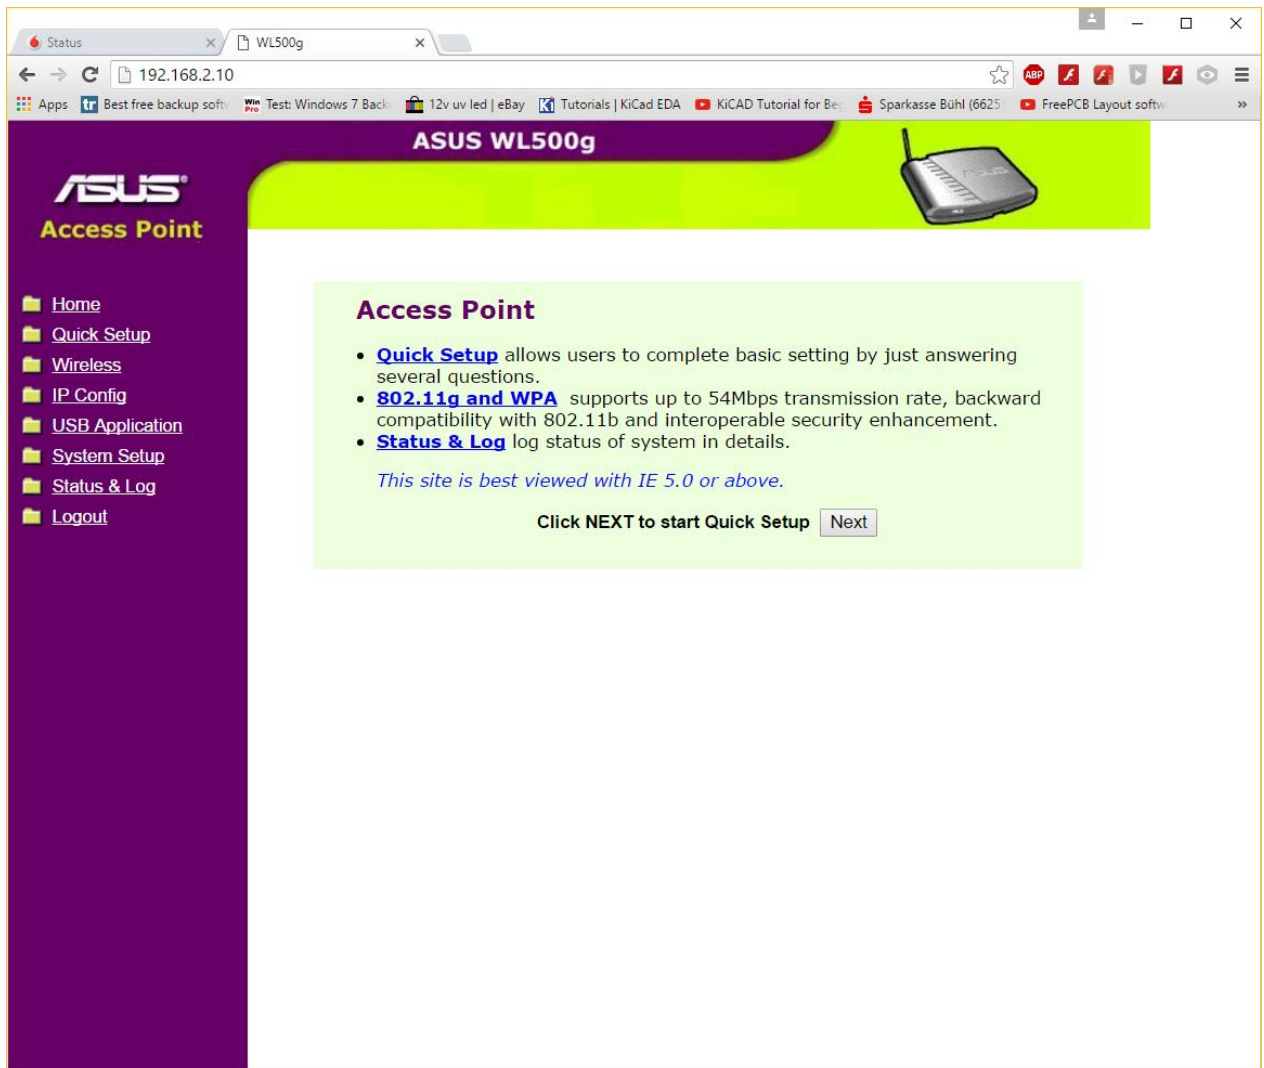 Status
WL500g
192.168.2.10
ABP
Apps
tr Best free backup softw
Win Pro Test: Windows 7 Back
12v uv led | eBay
Tutorials | KiCad EDA
KiCAD Tutorial for Be
Sparkasse Bühl (6625
FreePCB Layout softw
»
ASUS WL500g
ASUS
Access Point
Home
Quick Setup
Wireless
IP Config
USB Application
System Setup
Status & Log
Logout
Access Point
• Quick Setup allows users to complete basic setting by just answering
several questions.
• 802.11g and WPA supports up to 54Mbps transmission rate, backward
compatibility with 802.11b and interoperable security enhancement.
• Status & Log log status of system in details.
This site is best viewed with IE 5.0 or above.
Click NEXT to start Quick Setup Next